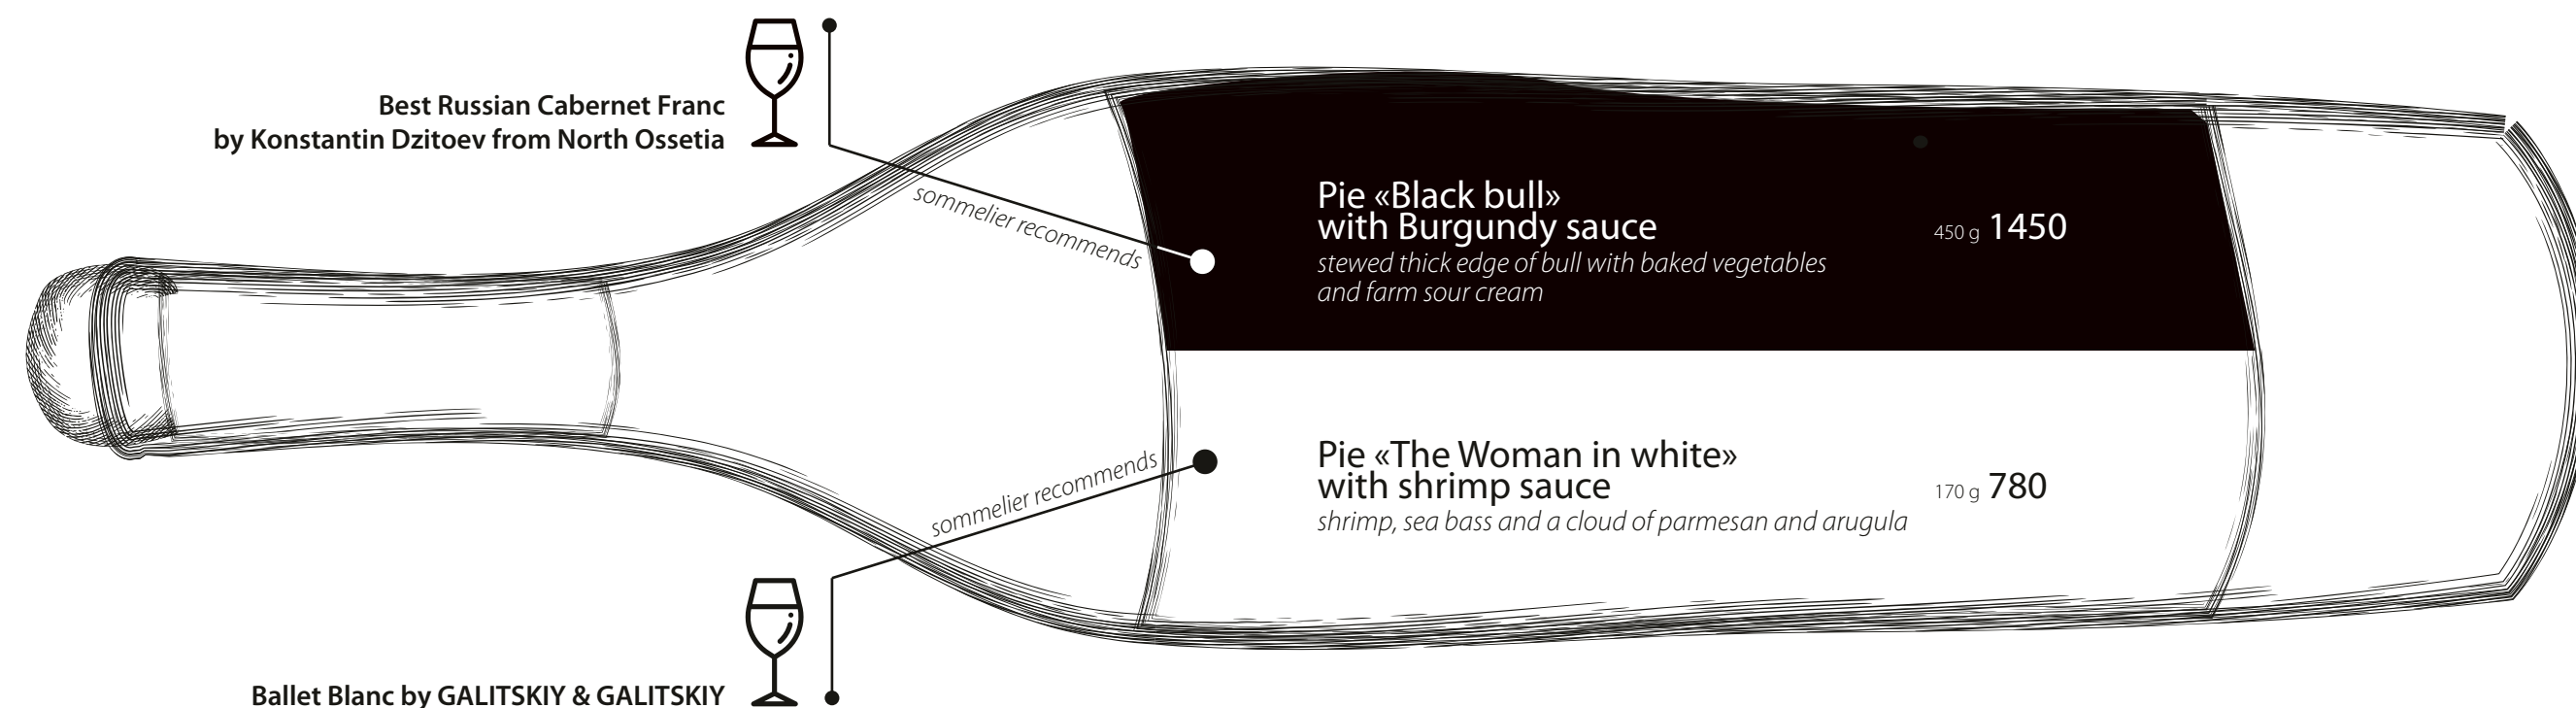 Best Russian Cabernet Franc
by Konstantin Dzitoev from North Ossetia
sommelier recommends
Pie «Black bull»
with Burgundy sauce
450 g 1450
stewed thick edge of bull with baked vegetables
and farm sour cream
sommelier recommends
Pie «The Woman in white»
with shrimp sauce
170 g 780
shrimp, sea bass and a cloud of parmesan and arugula
Ballet Blanc by GALITSKIY & GALITSKIY